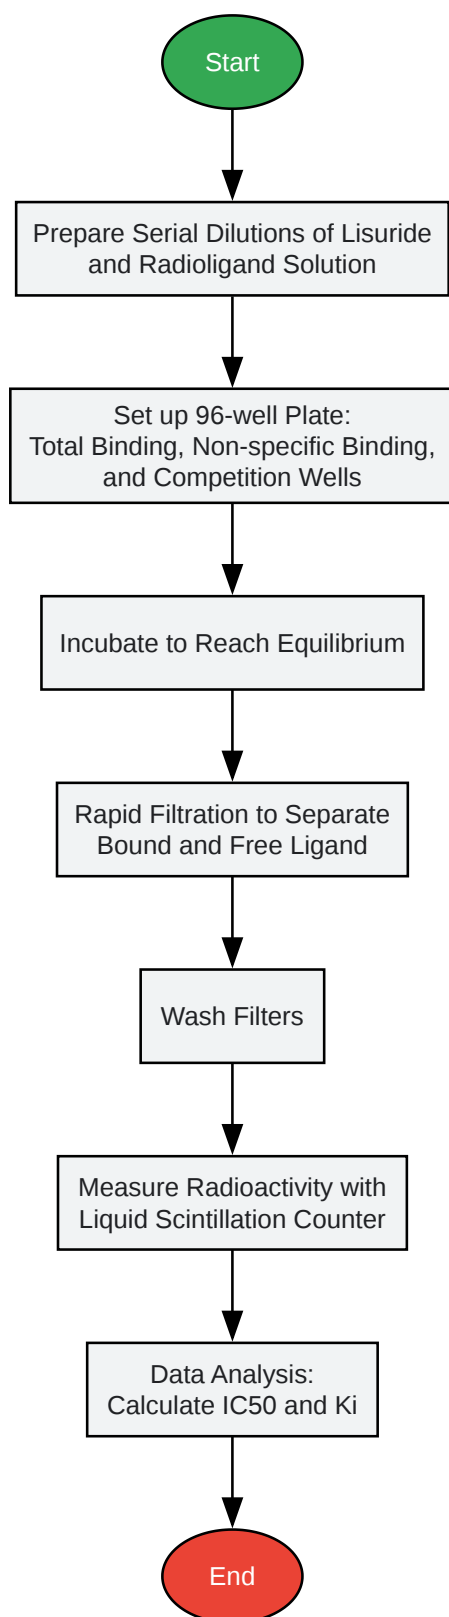 Start
Prepare Serial Dilutions of Lisuride
and Radioligand Solution
Set up 96-well Plate:
Total Binding, Non-specific Binding,
and Competition Wells
Incubate to Reach Equilibrium
Rapid Filtration to Separate
Bound and Free Ligand
Wash Filters
Measure Radioactivity with
Liquid Scintillation Counter
Data Analysis:
Calculate IC50 and Ki
End